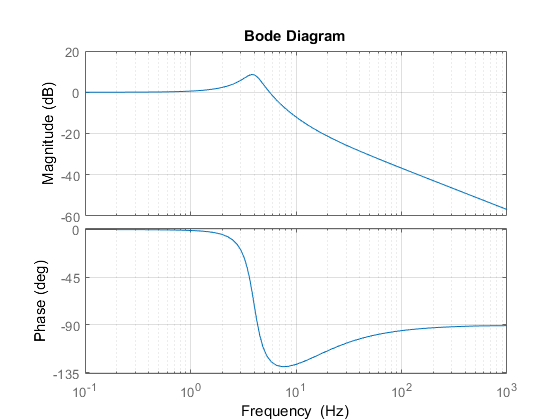 Bode Diagram
Magnitude (dB)
20
0
-20
-40
-60
Phase (deg)
0
-45
-90
-135
10^-1 10^0 10^1 10^2 10^3
Frequency (Hz)